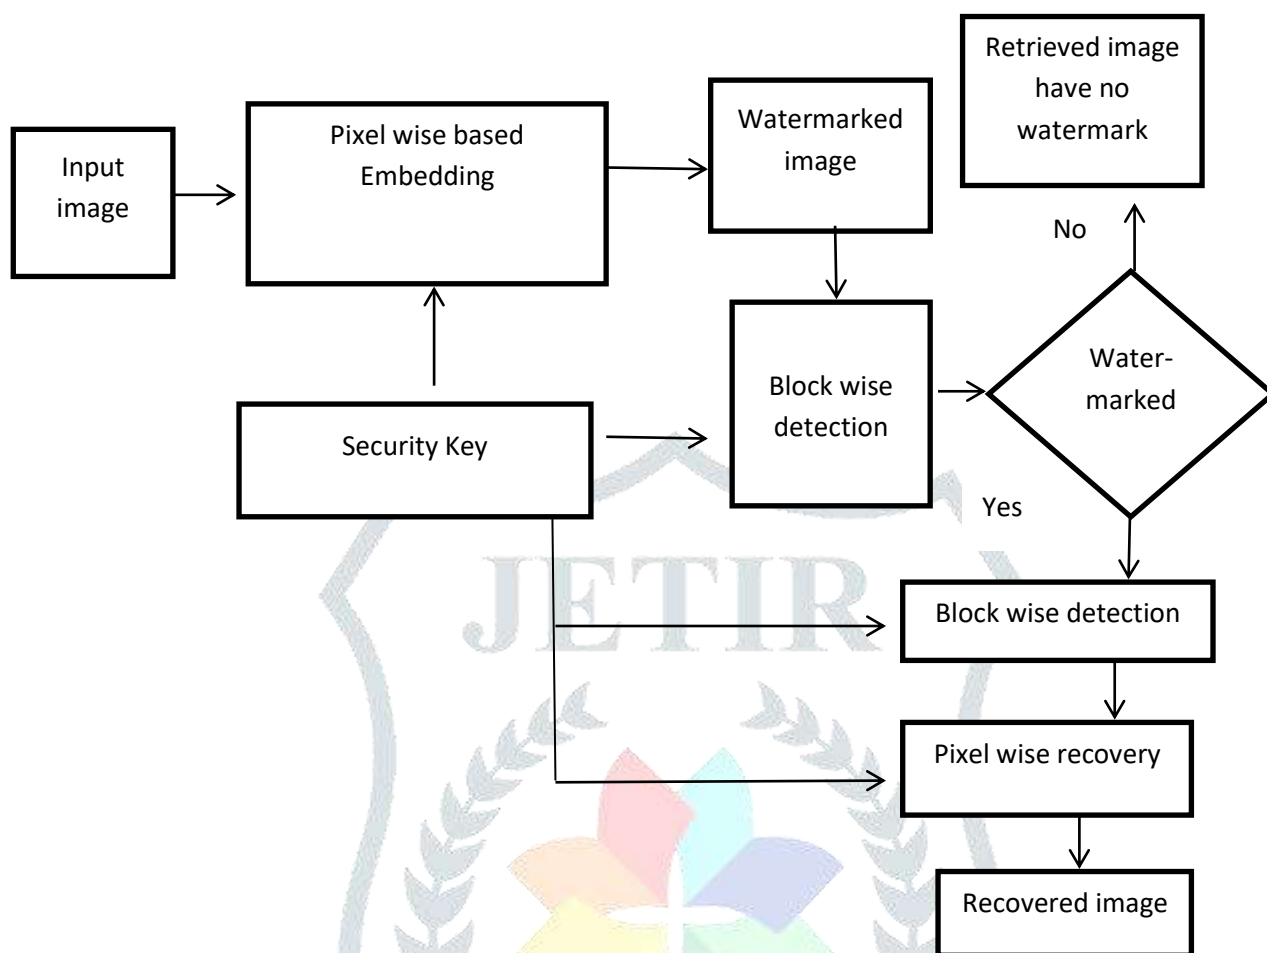 Input
image
Pixel wise based
Embedding
Watermarked
image
Retrieved image
have no
watermark
No
Water-
marked
Block wise
detection
Security Key
Yes
JETIR
Block wise detection
Pixel wise recovery
Recovered image